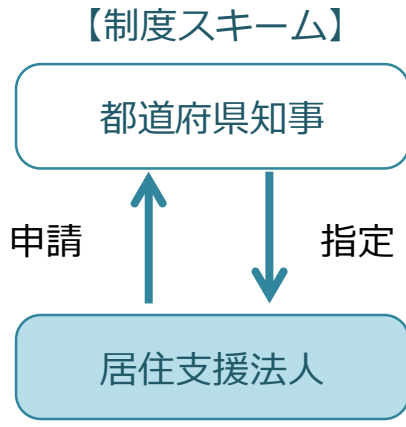 【制度スキーム】
都道府県知事
申請
指定
居住支援法人